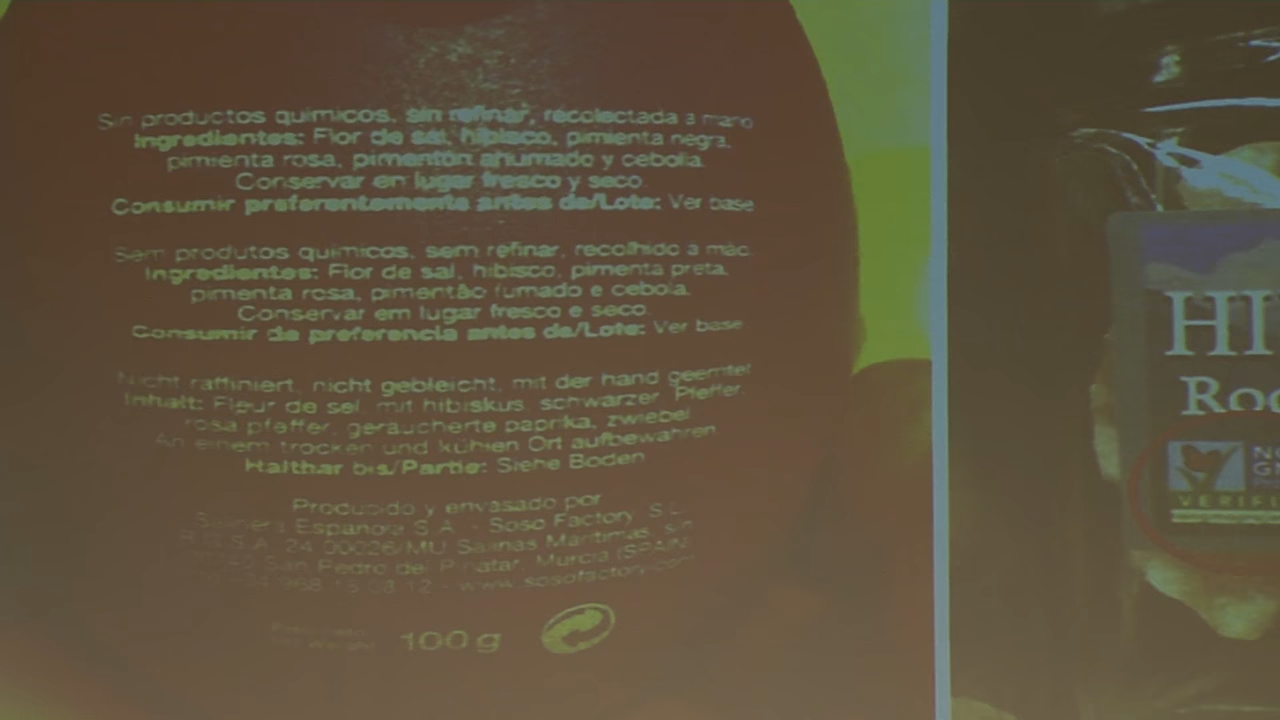 Sin productos químicos, sin refinar, recolectada a mano
Ingredientes: Flor de sal, hibisco, pimienta negra,
pimienta rosa, pimentón ahumado y cebolla.
Conservar en lugar fresco y seco.
Consumir preferentemente antes de/Lote: Ver base
Sem produtos químicos, sem refinar, recolhido a mão.
Ingredientes: Flor de sal, hibisco, pimenta preta,
pimenta rosa, pimentão fumado e cebola.
Conservar em lugar fresco e seco.
Consumir de preferencia antes de/Lote: Ver base
Nicht raffiniert, nicht gebleicht, mit der hand geerntet
Inhalt: Fleur de sel mit hibiskus, schwarzer Pfeffer,
rosa pfeffer, geräucherte paprika, zwiebel
An einem trocken und kühlen Ort aufbewahren
Haltbar bis/Partie: Siehe Boden
Producido y envasado por
Salinera Española S.A. - Soso Factory, S.L.
24.00026/MU Salinas Marítimas, s/n
San Pedro del Pinatar, Murcia (SPAIN)
www.sosofactory.com
100 g
HI
Ro
VERIFI